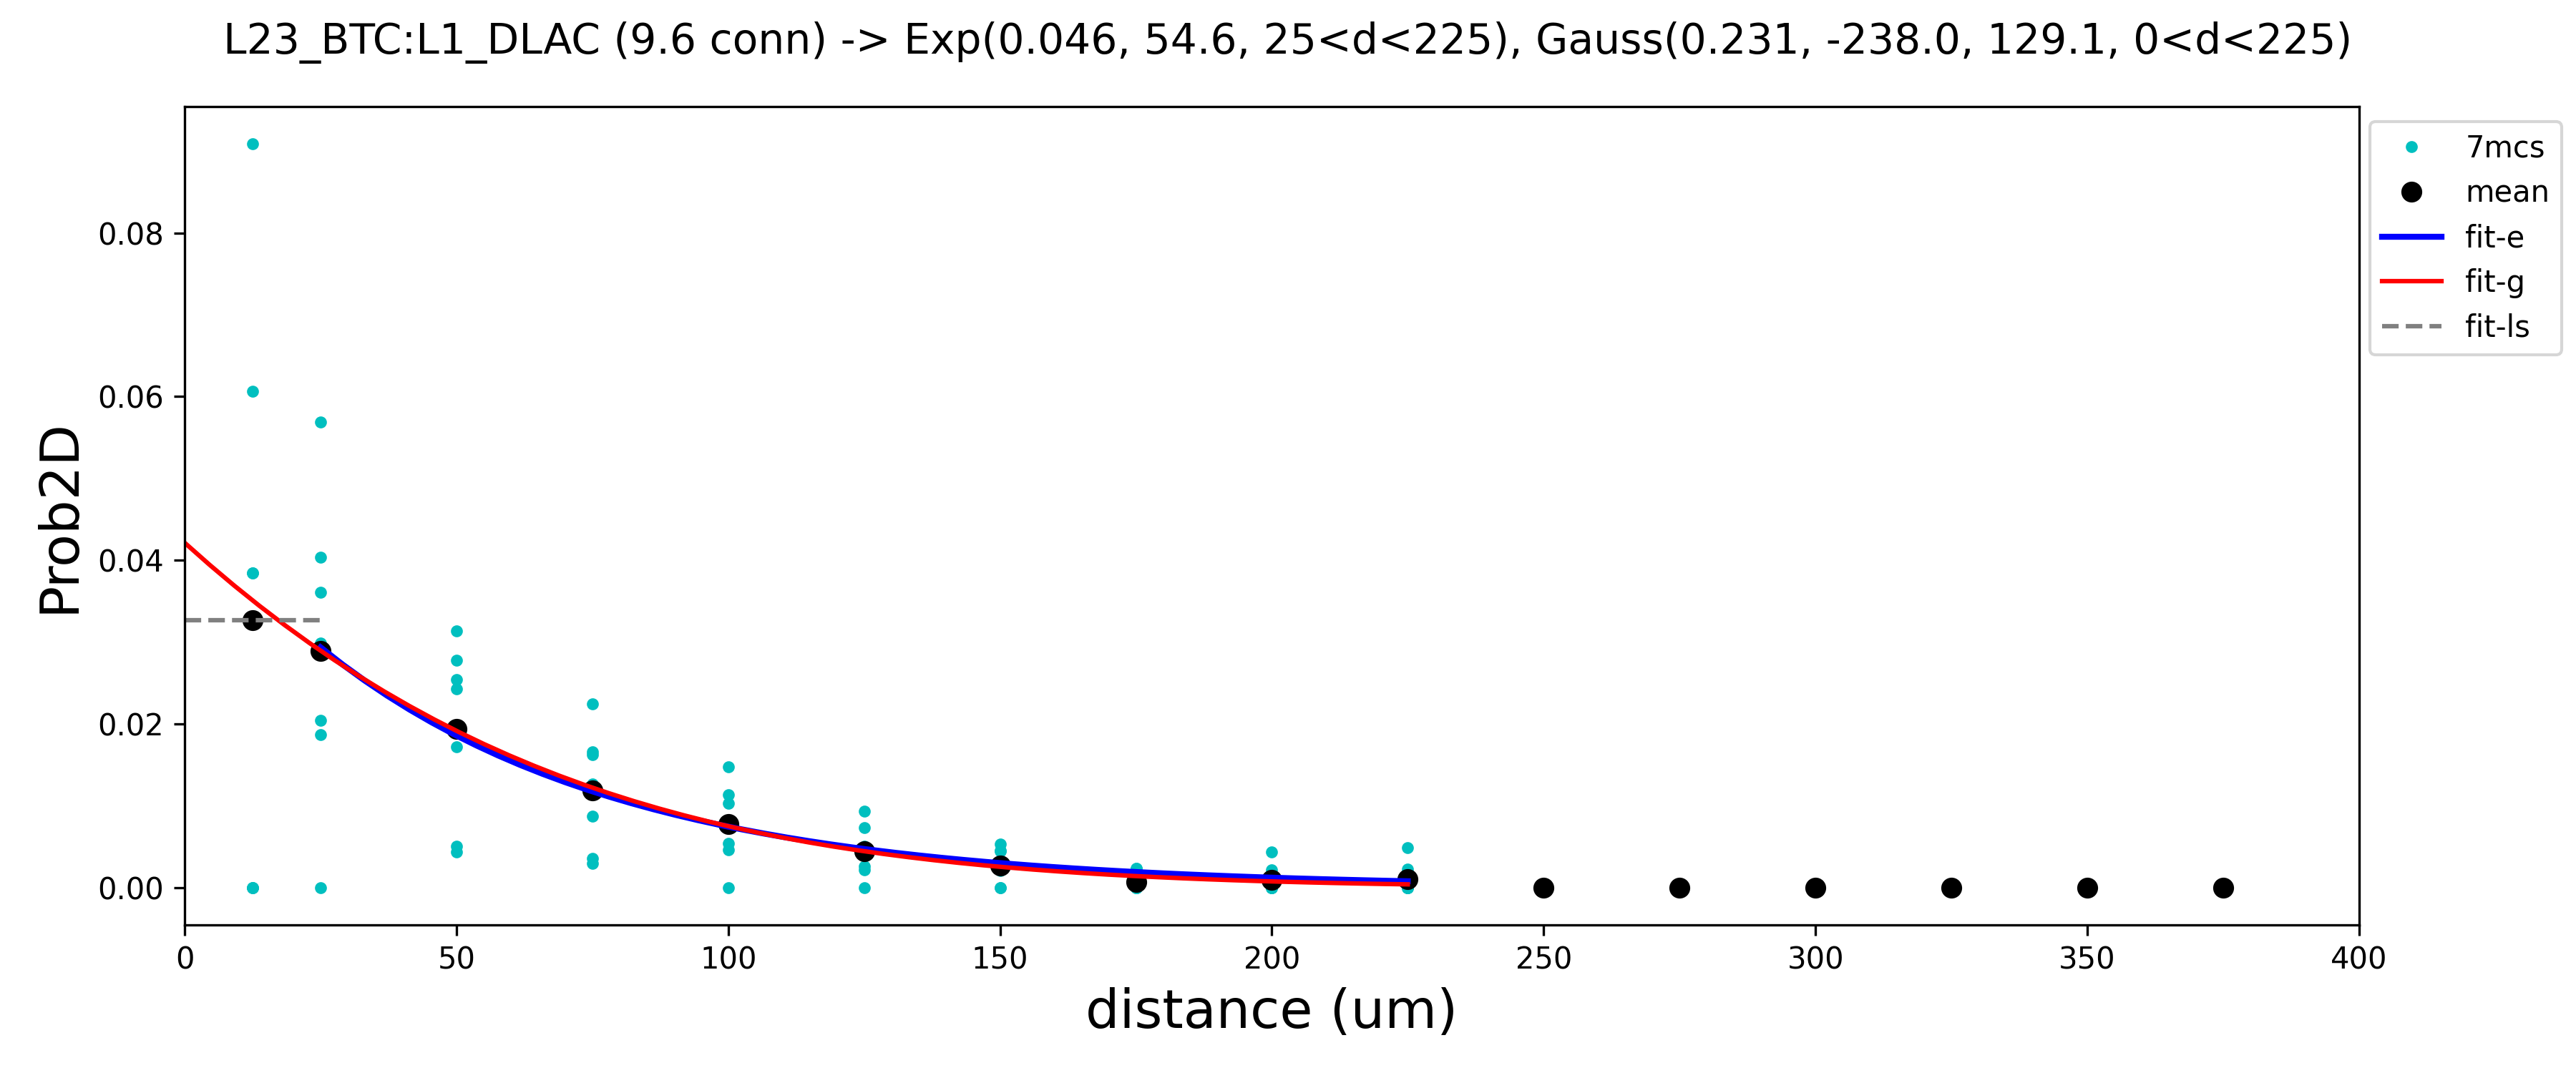 L23_BTC:L1_DLAC (9.6 conn) -> Exp(0.046, 54.6, 25<d<225), Gauss(0.231, -238.0, 129.1, 0<d<225)
7mcs
mean
fit-e
fit-g
fit-ls
Prob2D
0.08
0.06
0.04
0.02
0.00
0 50 100 150 200 250 300 350 400
distance (um)